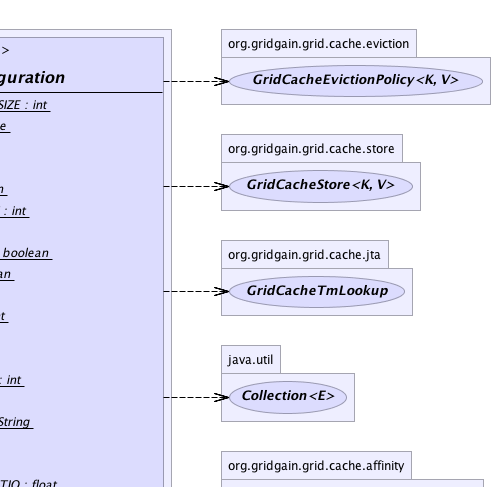 >
guration
SIZE : int
e
n
: int
boolean
an
nt
: int
String
TIO : float
org.gridgain.grid.cache.eviction
GridCacheEvictionPolicy<K, V>
org.gridgain.grid.cache.store
GridCacheStore<K, V>
org.gridgain.grid.cache.jta
GridCacheTmLookup
java.util
Collection<E>
org.gridgain.grid.cache.affinity